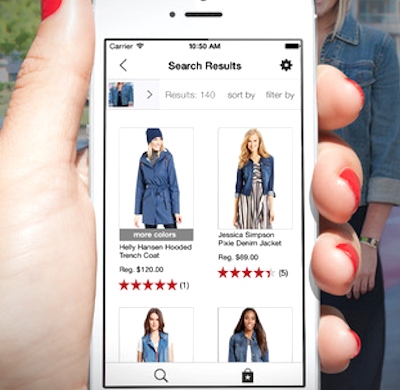 Carrier 10:50 AM
Search Results
Results: 140 sort by filter by
more colors
Helly Hansen Hooded
Trench Coat
Reg. $120.00
(1)
Jessica Simpson
Pixie Denim Jacket
Reg. $69.00
(5)